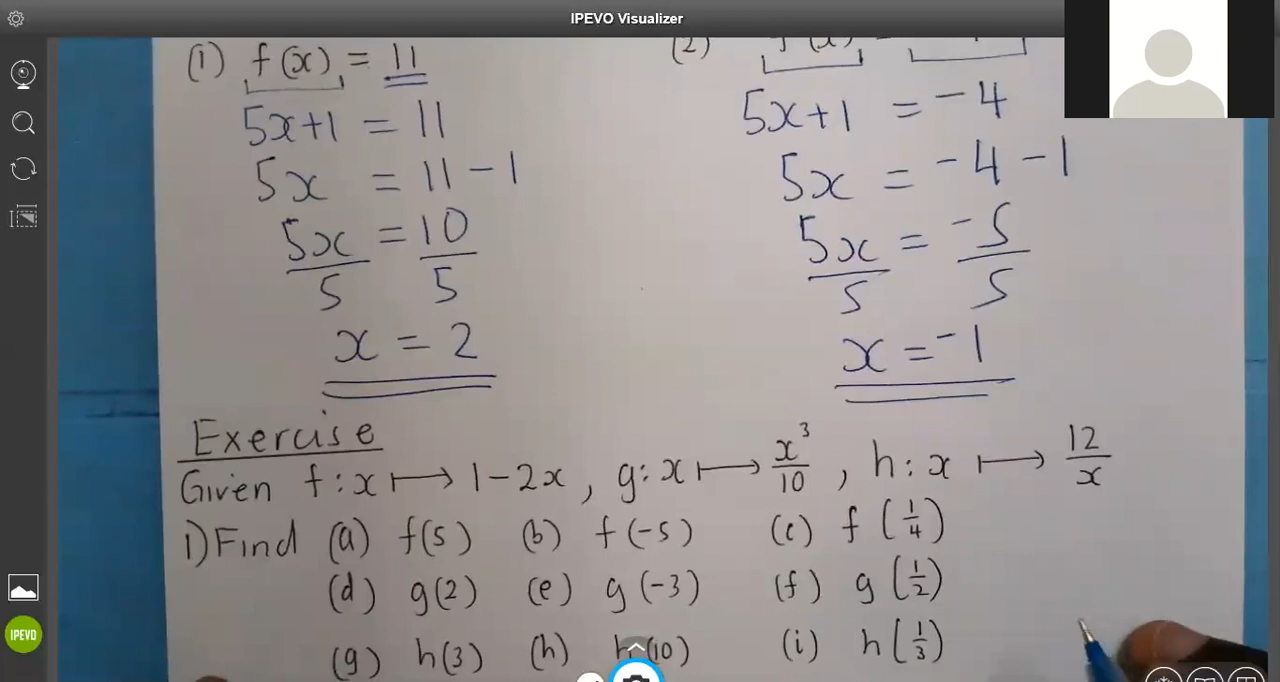 IPEVO Visualizer
(1) f(x) = 11
5x+1 = 11
5x = 11 - 1
5x/5 = 10/5
x = 2
(2)
5x+1 = -4
5x = -4 - 1
5x/5 = -5/5
x = -1
Exercise
Given f : x ⟼ 1-2x , g : x ⟼ x³/10 , h : x ⟼ 12/x
1) Find (a) f(5) (b) f(-5) (c) f(1/4)
(d) g(2) (e) g(-3) (f) g(1/2)
(g) h(3) (h) h(10) (i) h(1/3)
IPEVO